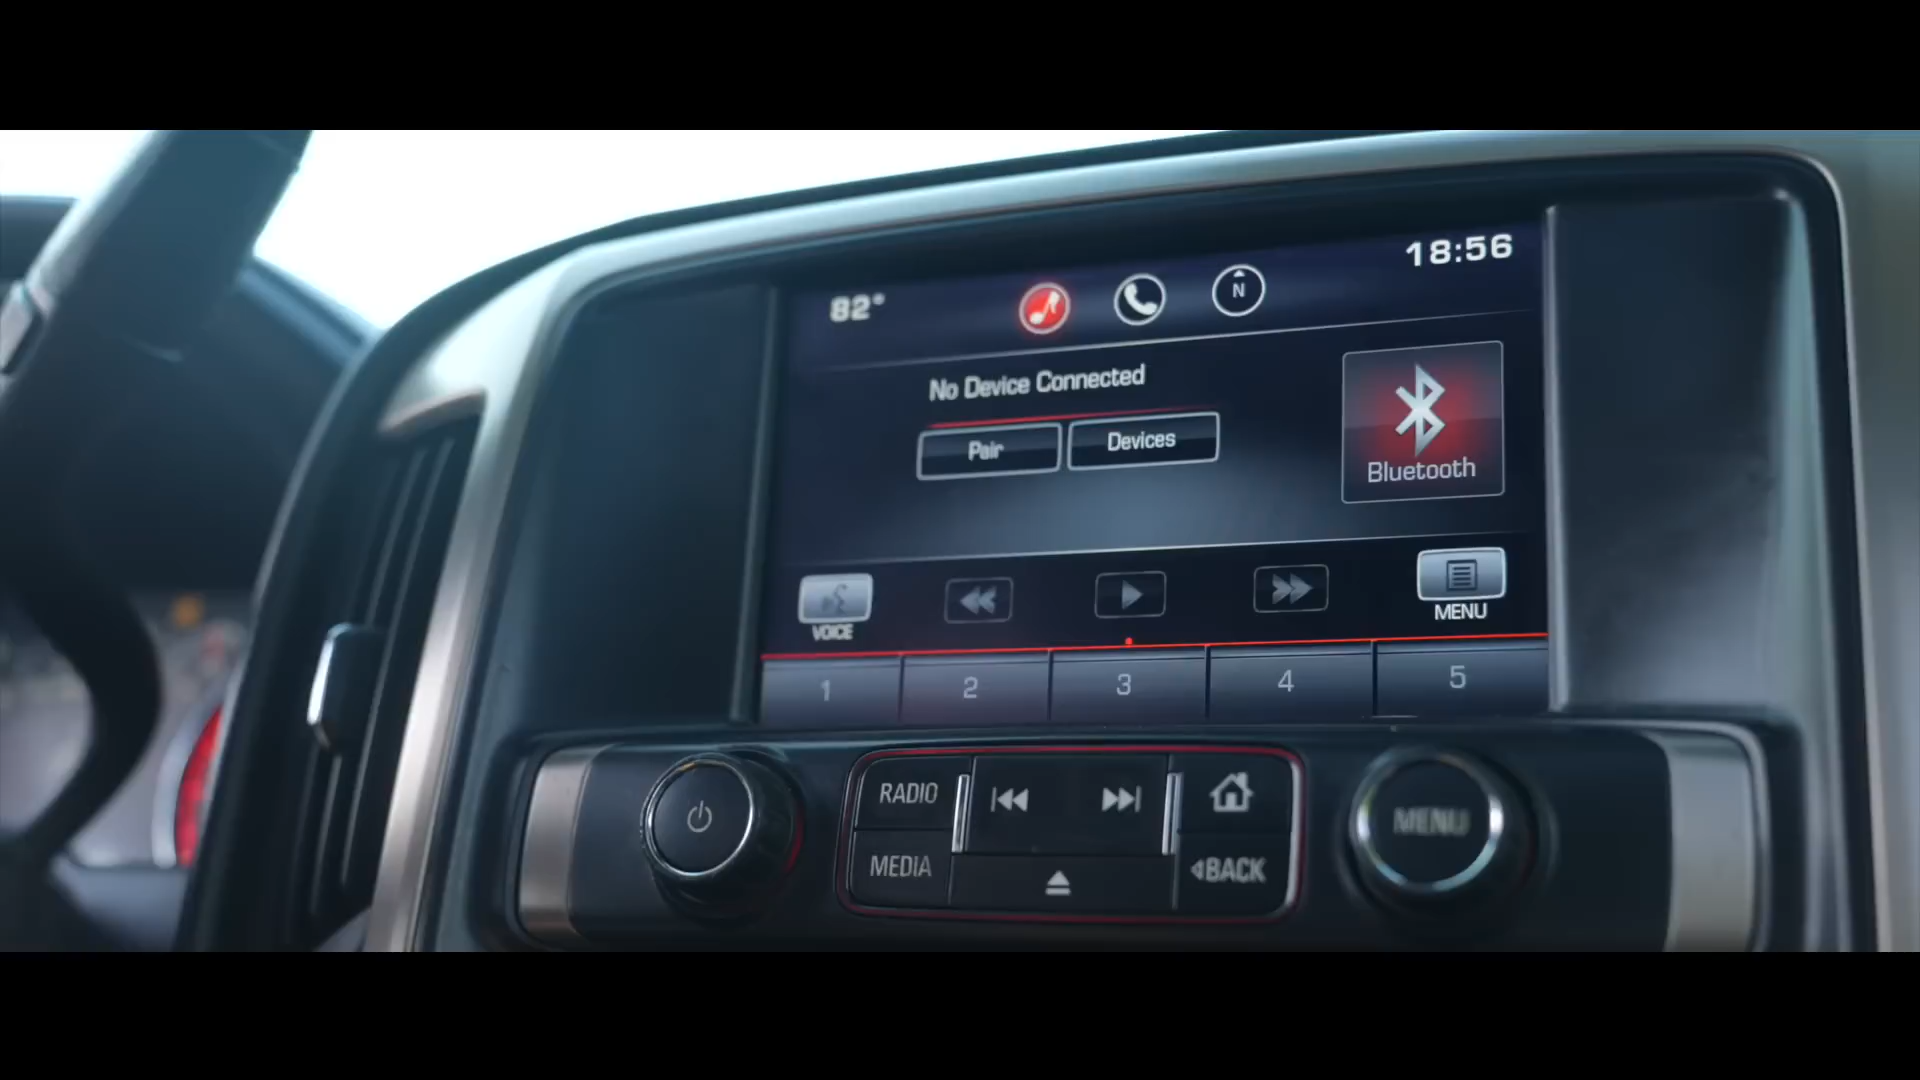 82° 18:56
N
No Device Connected
Pair Devices
Bluetooth
VOICE MENU
1 2 3 4 5
RADIO
MEDIA
BACK
MENU